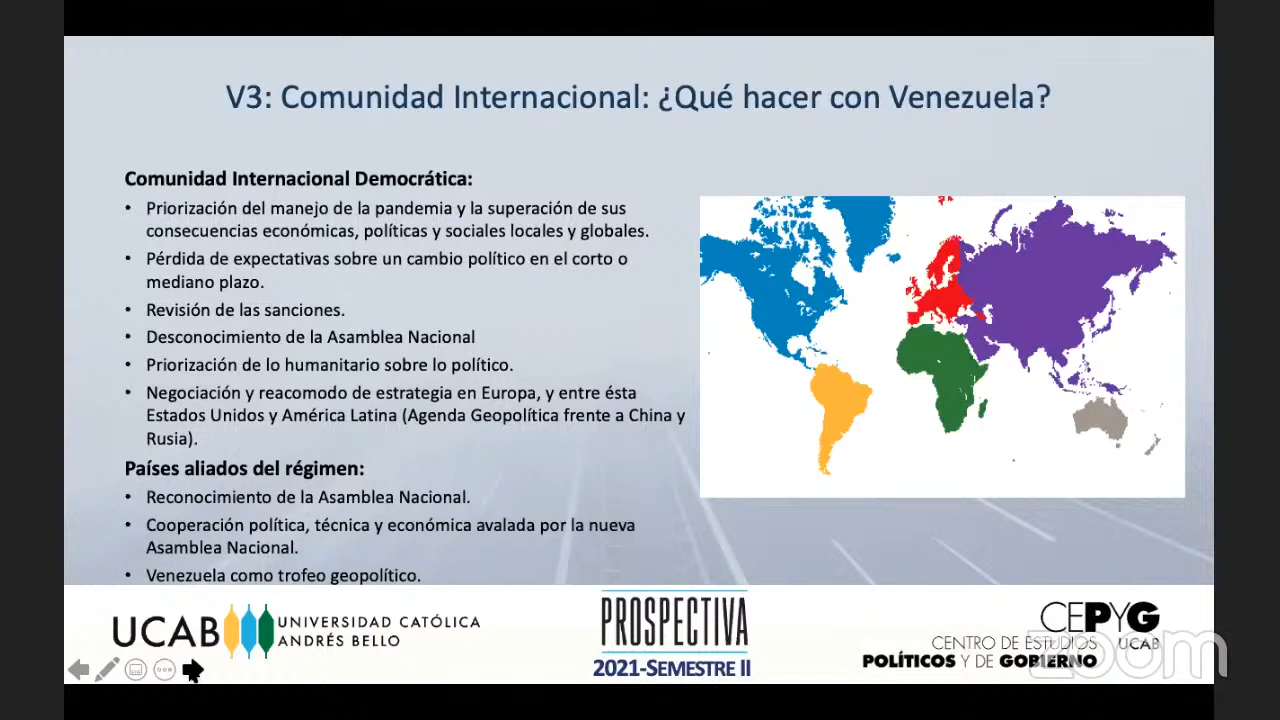 V3: Comunidad Internacional: ¿Qué hacer con Venezuela?
Comunidad Internacional Democrática:
• Priorización del manejo de la pandemia y la superación de sus
consecuencias económicas, políticas y sociales locales y globales.
• Pérdida de expectativas sobre un cambio político en el corto o
mediano plazo.
• Revisión de las sanciones.
• Desconocimiento de la Asamblea Nacional
• Priorización de lo humanitario sobre lo político.
• Negociación y reacomodo de estrategia en Europa, y entre ésta
Estados Unidos y América Latina (Agenda Geopolítica frente a China y
Rusia).
Países aliados del régimen:
• Reconocimiento de la Asamblea Nacional.
• Cooperación política, técnica y económica avalada por la nueva
Asamblea Nacional.
• Venezuela como trofeo geopolítico.
UCAB
UNIVERSIDAD CATÓLICA
ANDRÉS BELLO
PROSPECTIVA
2021-SEMESTRE II
CEPYG
UCAB
CENTRO DE ESTUDIOS
POLÍTICOS Y DE GOBIERNO
zoom